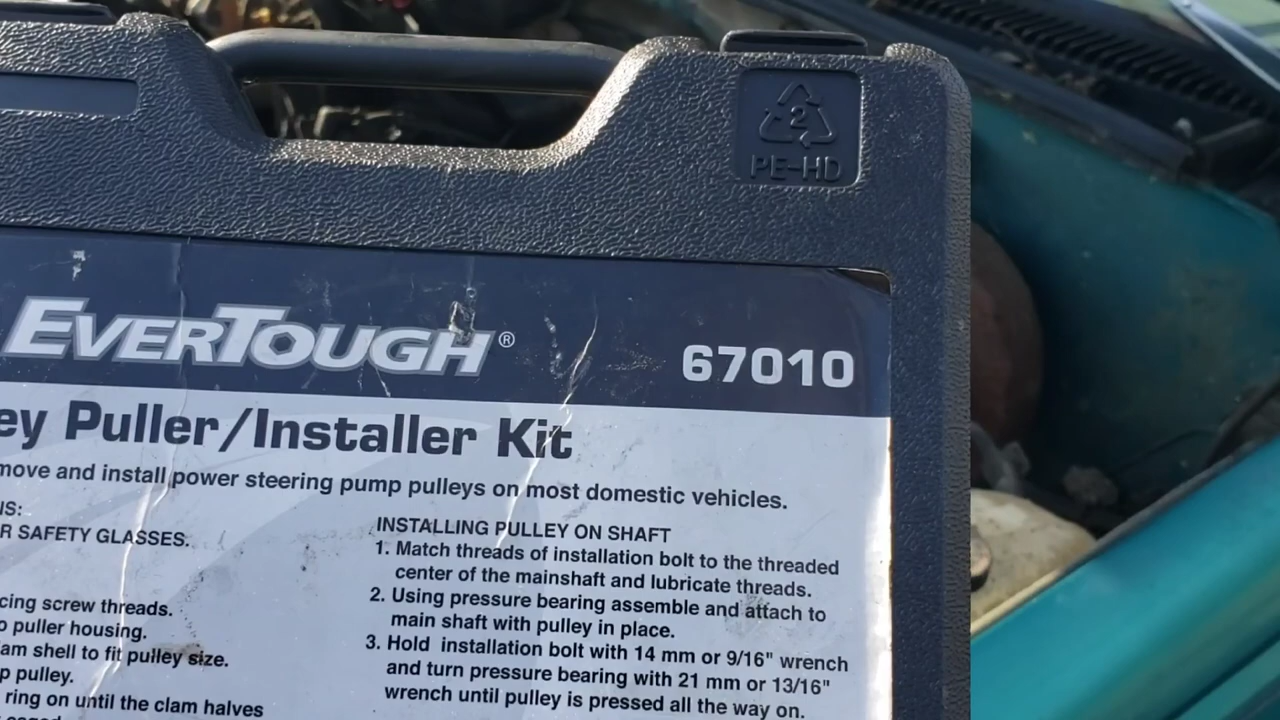 2
PE-HD
EVERTOUGH®
67010
Puller/Installer Kit
and install power steering pump pulleys on most domestic vehicles.
SAFETY GLASSES.
screw threads.
puller housing.
shell to fit pulley size.
pulley.
ring on until the clam halves
INSTALLING PULLEY ON SHAFT
1. Match threads of installation bolt to the threaded
center of the mainshaft and lubricate threads.
2. Using pressure bearing assemble and attach to
main shaft with pulley in place.
3. Hold installation bolt with 14 mm or 9/16" wrench
and turn pressure bearing with 21 mm or 13/16"
wrench until pulley is pressed all the way on.